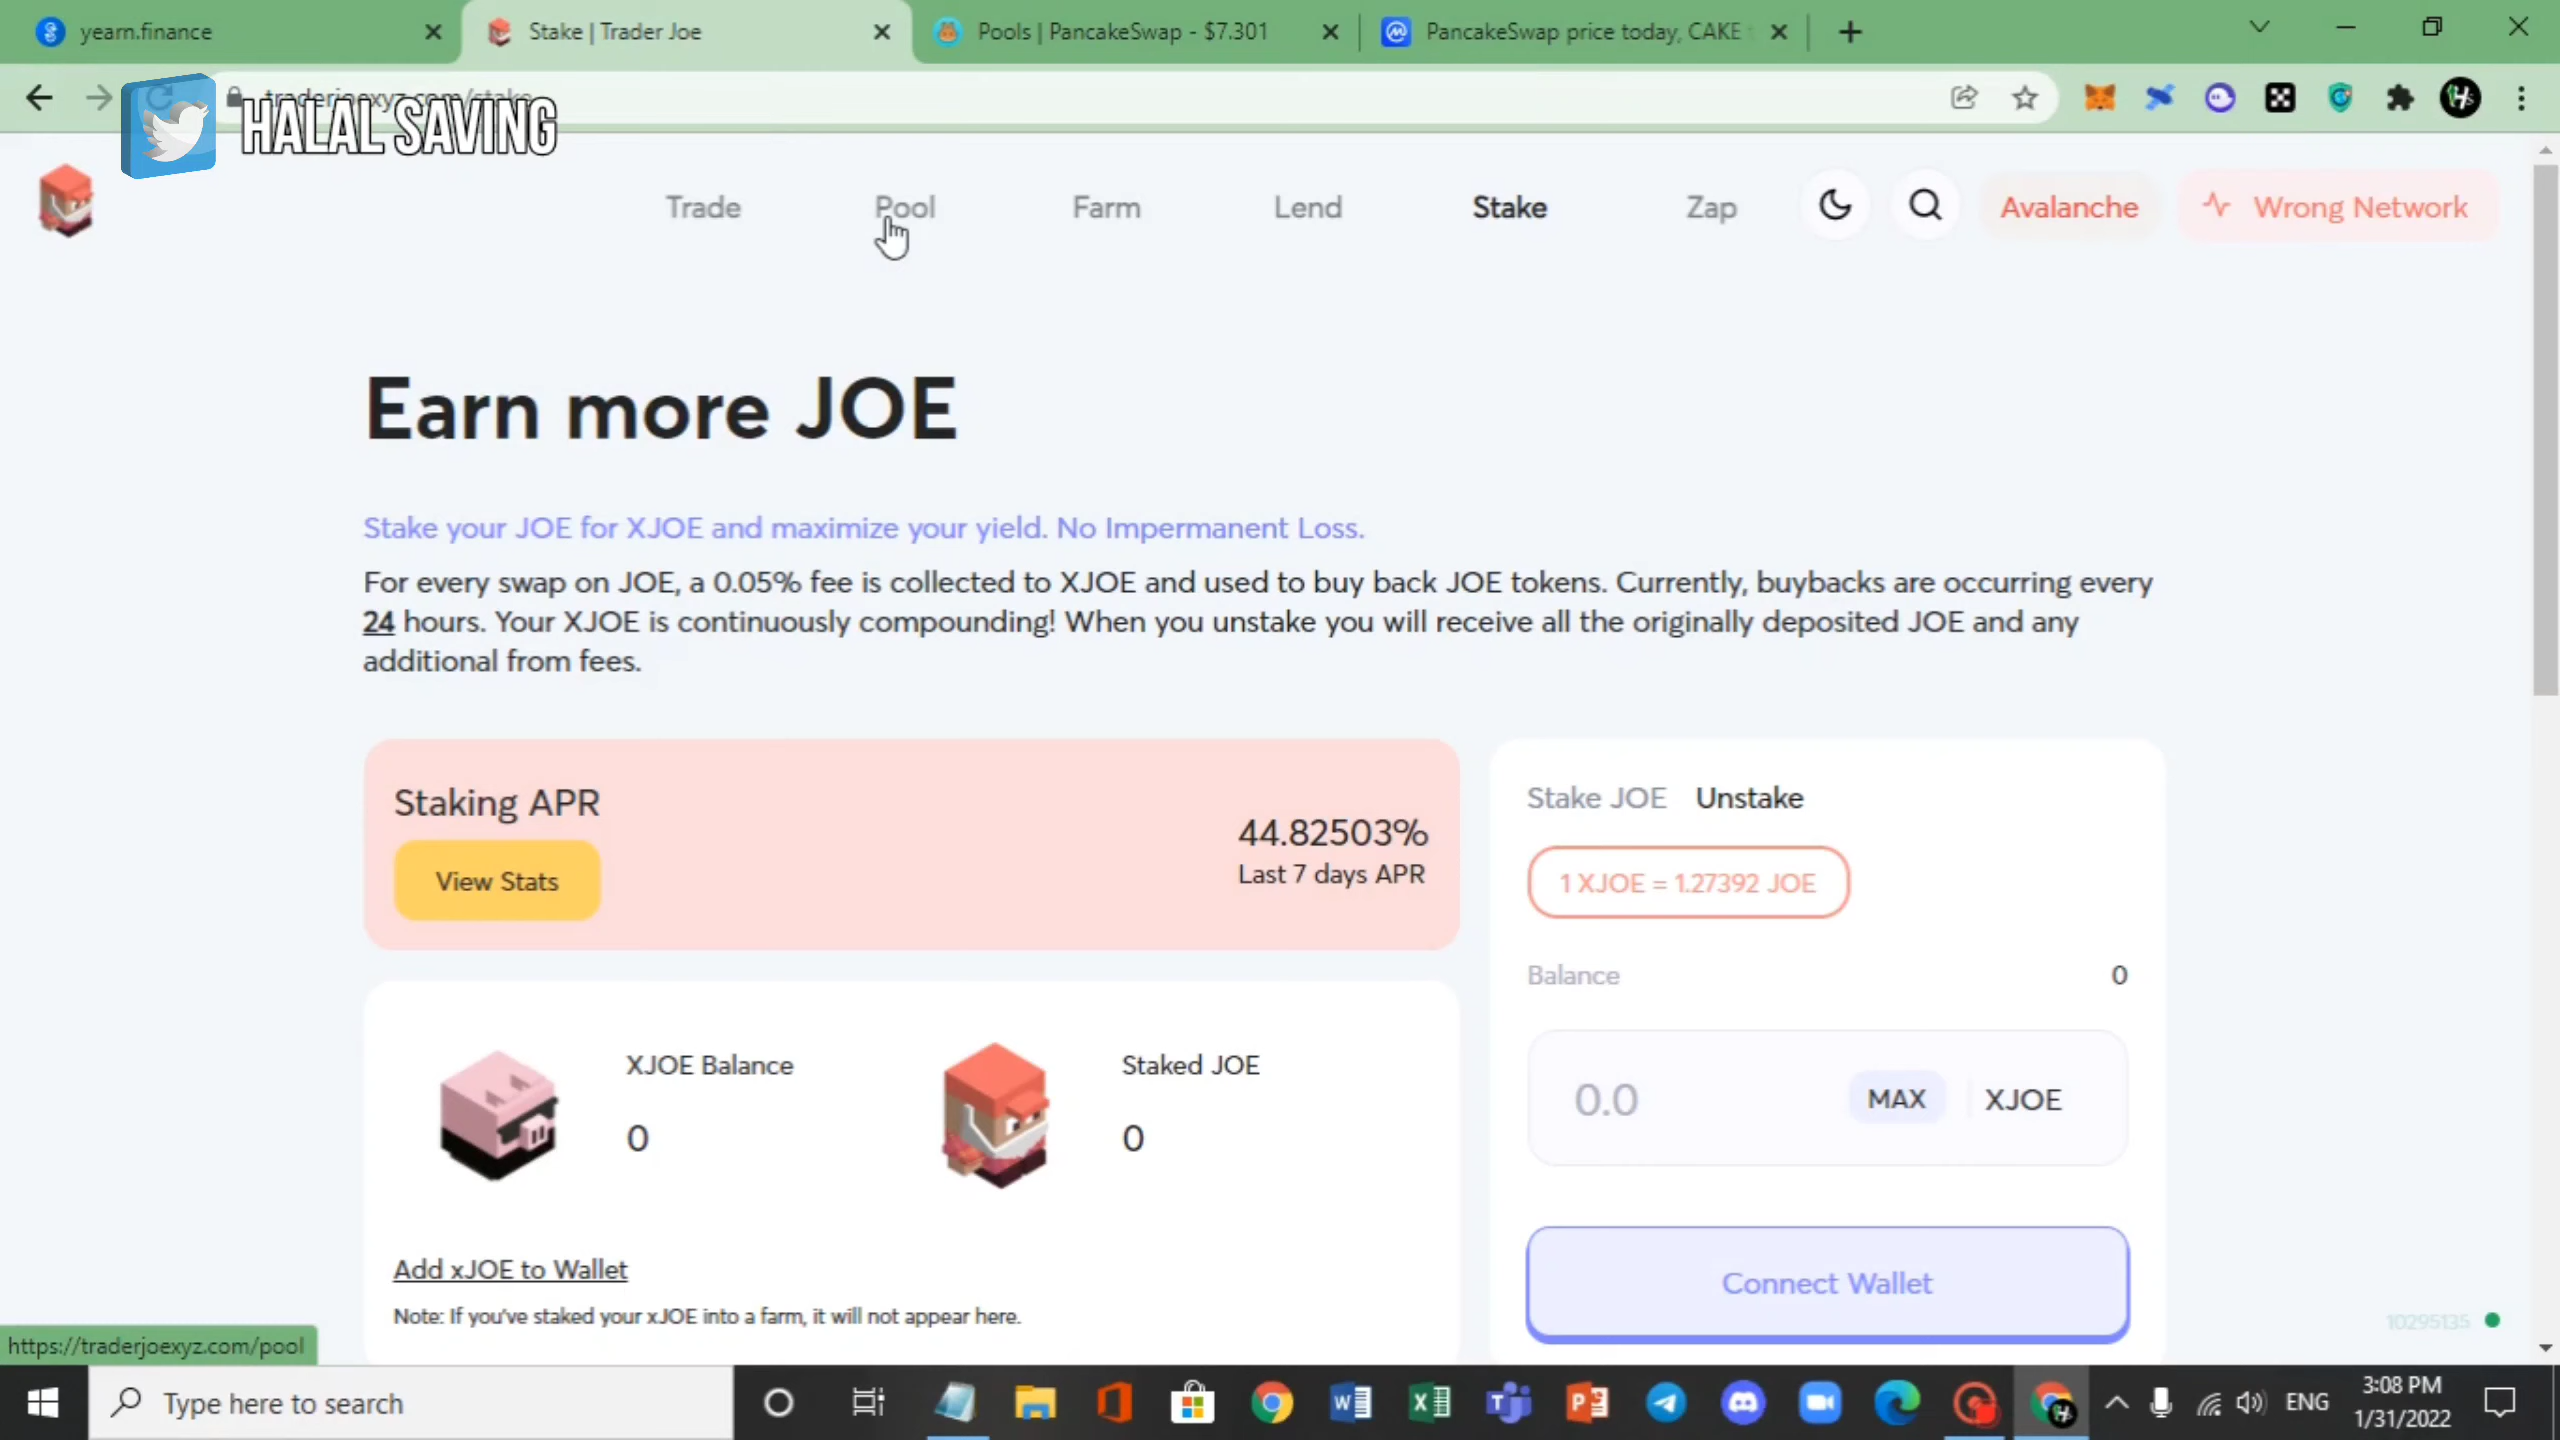 yearn.finance
Stake | Trader Joe
Pools | PancakeSwap - $7.301
PancakeSwap price today, CAKE
traderjoexyz.com/stake
HALAL SAVING
Trade
Pool
Farm
Lend
Stake
Zap
Avalanche
Wrong Network
Earn more JOE
Stake your JOE for XJOE and maximize your yield. No Impermanent Loss.
For every swap on JOE, a 0.05% fee is collected to XJOE and used to buy back JOE tokens. Currently, buybacks are occurring every
24 hours. Your XJOE is continuously compounding! When you unstake you will receive all the originally deposited JOE and any
additional from fees.
Staking APR
View Stats
44.82503%
Last 7 days APR
Stake JOE Unstake
1 XJOE = 1.27392 JOE
Balance 0
0.0 MAX XJOE
Connect Wallet
XJOE Balance
0
Staked JOE
0
Add xJOE to Wallet
Note: If you've staked your xJOE into a farm, it will not appear here.
10295135
https://traderjoexyz.com/pool
Type here to search
ENG
3:08 PM
1/31/2022